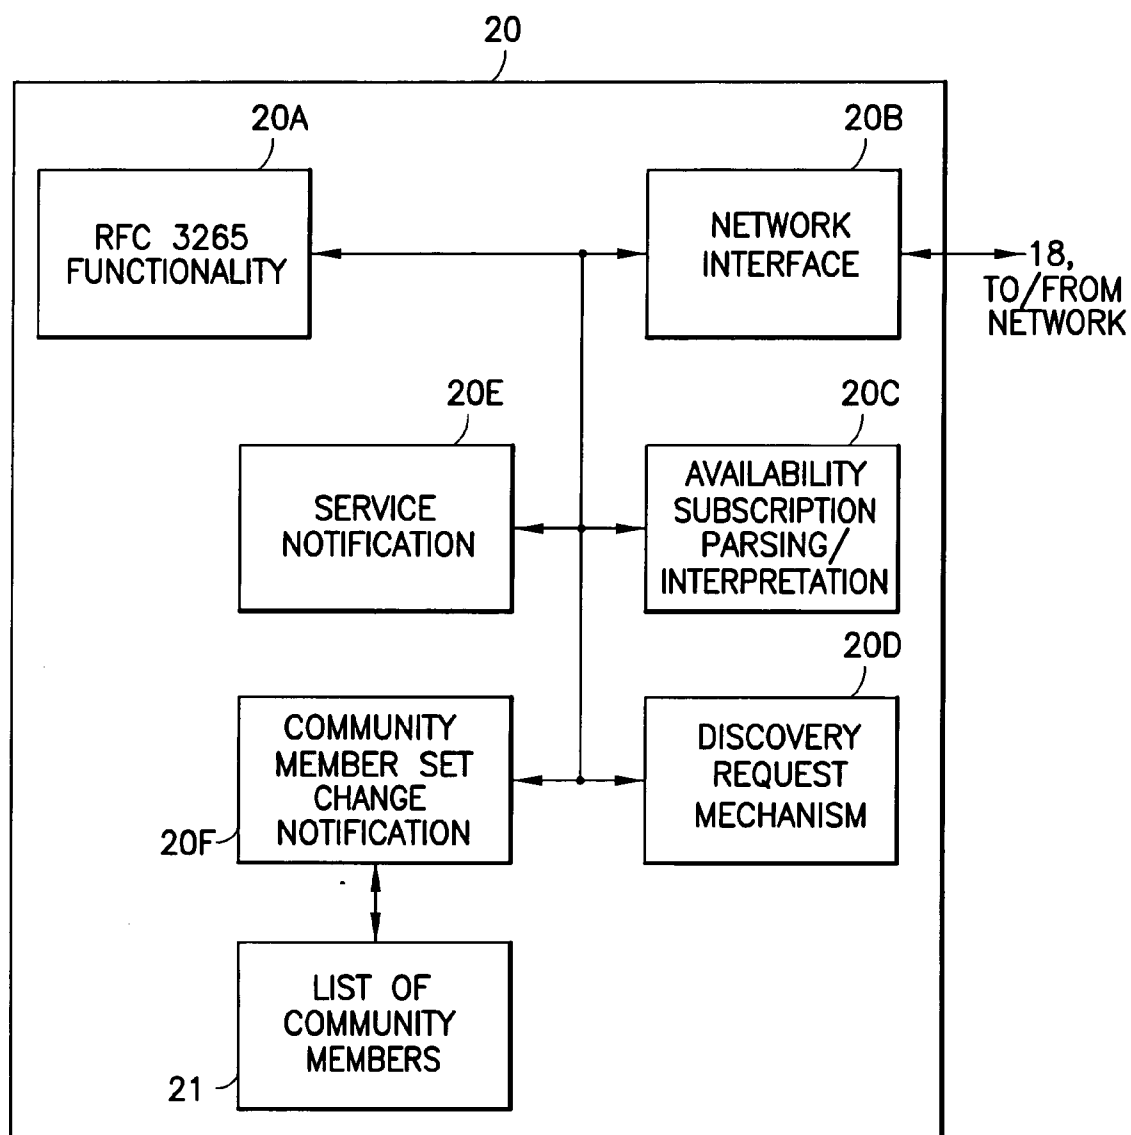 20
20A
20B
RFC 3265
FUNCTIONALITY
NETWORK
INTERFACE
18,
TO/FROM
NETWORK
20E
20C
SERVICE
NOTIFICATION
AVAILABILITY
SUBSCRIPTION
PARSING/
INTERPRETATION
20D
COMMUNITY
MEMBER SET
CHANGE
NOTIFICATION
20F
DISCOVERY
REQUEST
MECHANISM
LIST OF
COMMUNITY
MEMBERS
21